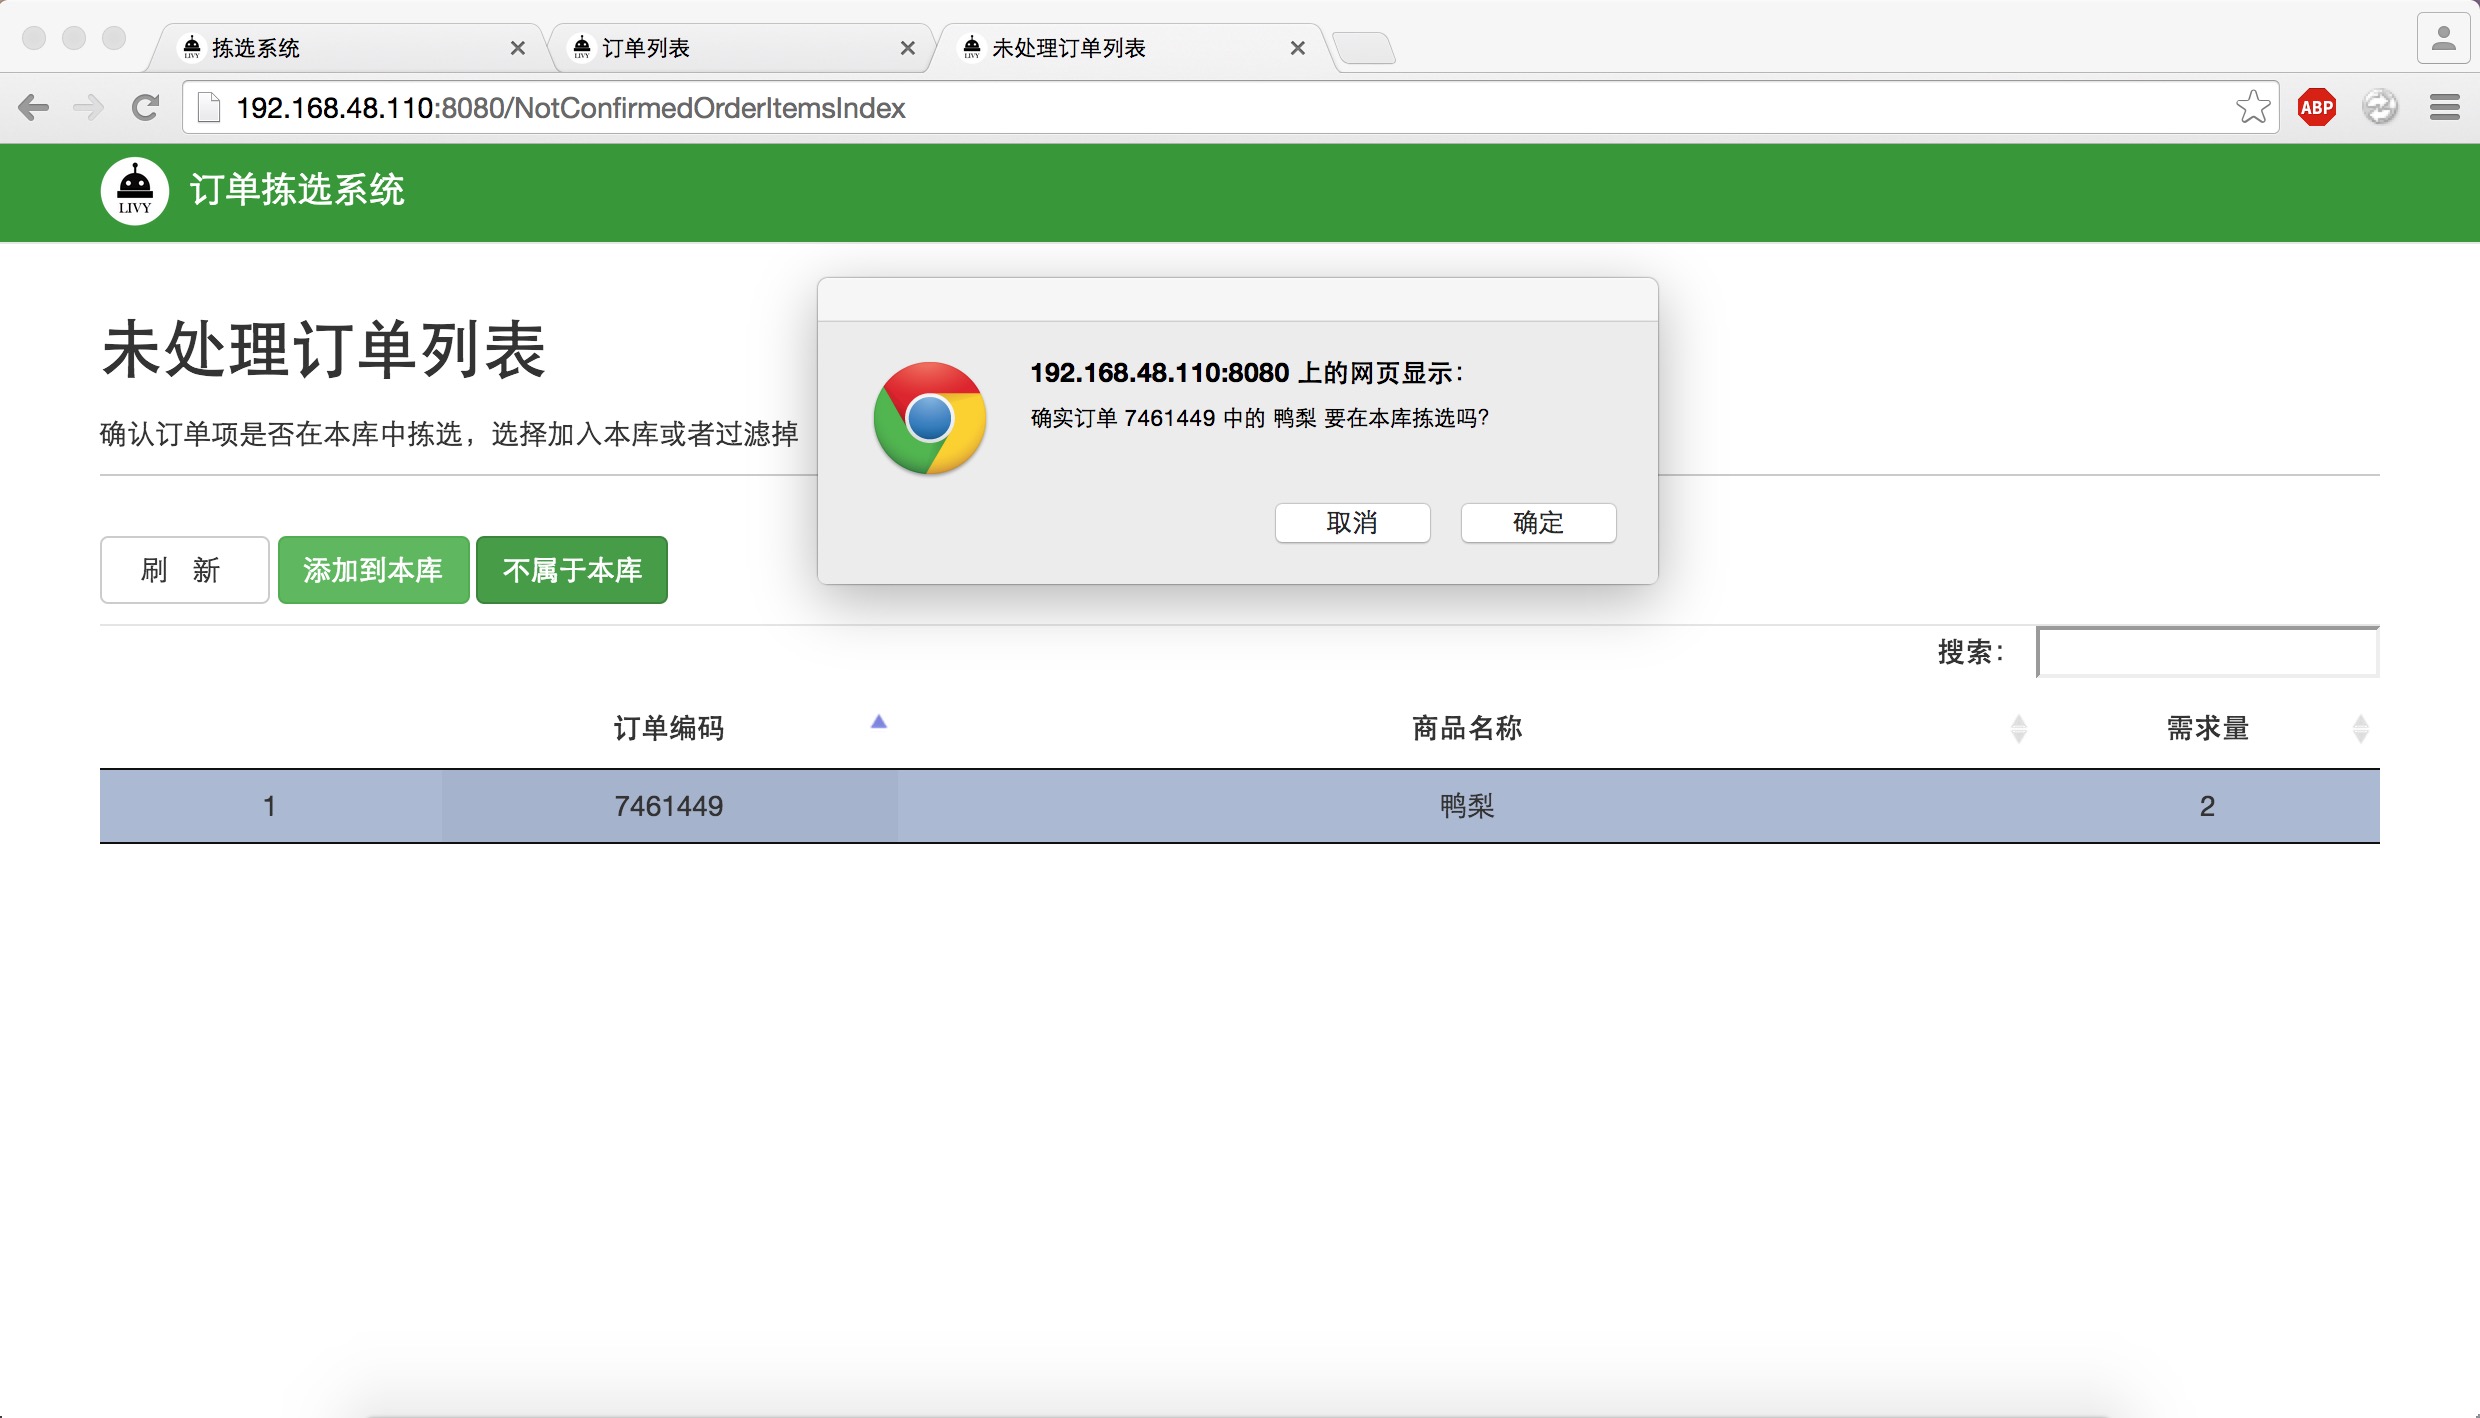 拣选系统
订单列表
未处理订单列表
192.168.48.110:8080/NotConfirmedOrderItemsIndex
ABP
LIVY
订单拣选系统
192.168.48.110:8080 上的网页显示：
确实订单 7461449 中的 鸭梨 要在本库拣选吗？
取消
确定
未处理订单列表
确认订单项是否在本库中拣选，选择加入本库或者过滤掉
刷 新
添加到本库
不属于本库
搜索：
订单编码 商品名称 需求量
1 7461449 鸭梨 2